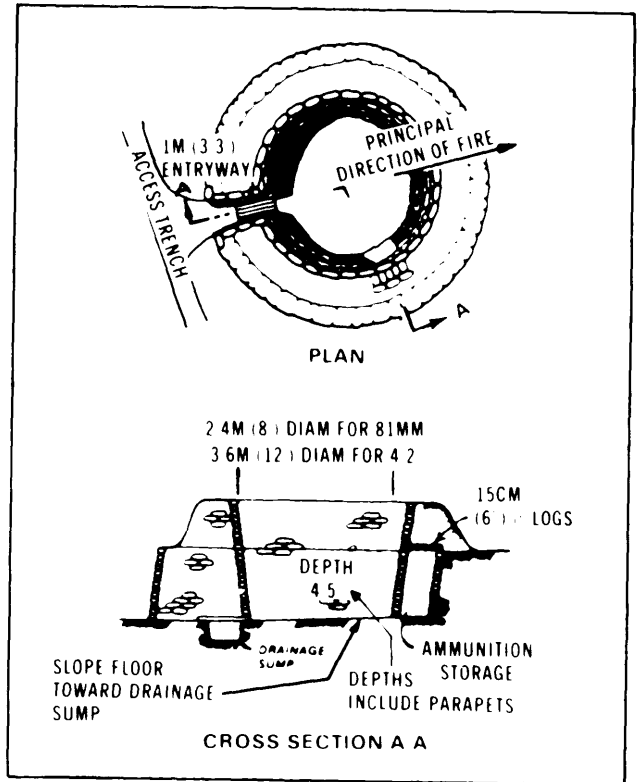 1M (3 3)
ENTRYWAY
A
ACCESS TRENCH
PRINCIPAL
DIRECTION OF FIRE
A
PLAN
2 4M (8 ) DIAM FOR 81MM
3 6M (12 ) DIAM FOR 4 2
15CM
(6 ) LOGS
DEPTH
4 5
DRAINAGE
SUMP
AMMUNITION
STORAGE
SLOPE FLOOR
TOWARD DRAINAGE
SUMP
DEPTHS
INCLUDE PARAPETS
CROSS SECTION A A